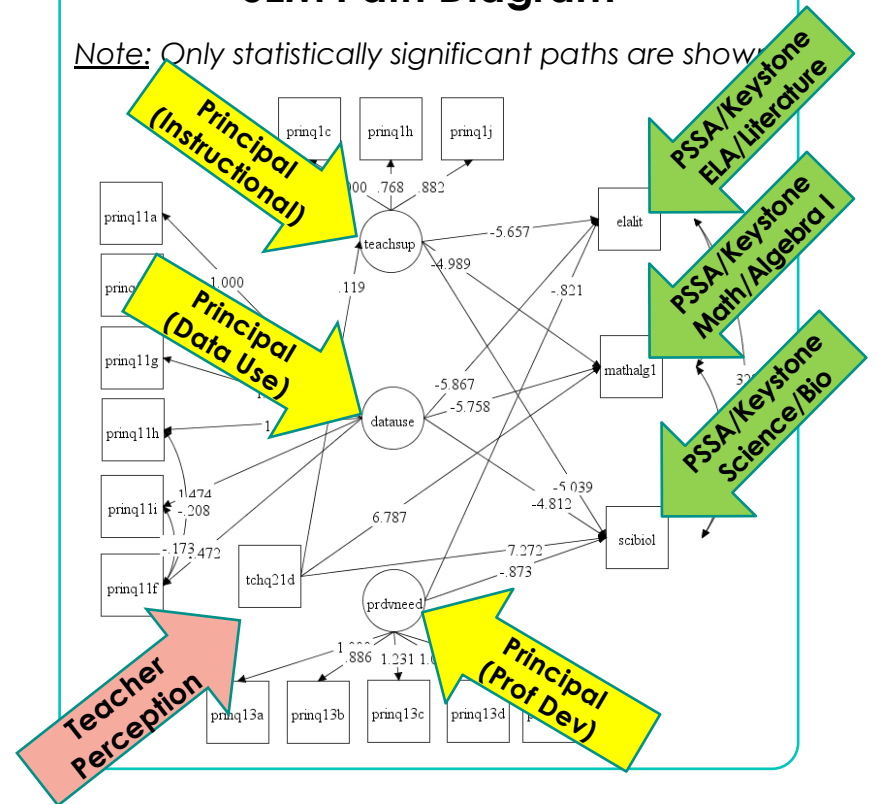 Note: Only statistically significant paths are shown
Principal
(Instructional)
PSSA/Keystone
ELA/Literature
prinq1c
prinq1h
prinq1j
.768
.882
prinq11a
teachsup
-5.657
elalit
-4.989
1.000
.119
-.821
PSSA/Keystone
Math/Algebra I
Principal
(Data Use)
prinq11g
mathalg1
-5.867
-5.758
datause
prinq11h
PSSA/Keystone
Science/Bio
prinq11i
1.474
-.208
-5.039
-4.812
6.787
scibiol
-.173
prinq11f
tchq21d
7.272
-.873
prdvneed
Teacher
Perception
.886
1.231
Principal
(Prof Dev)
prinq13a
prinq13b
prinq13c
prinq13d